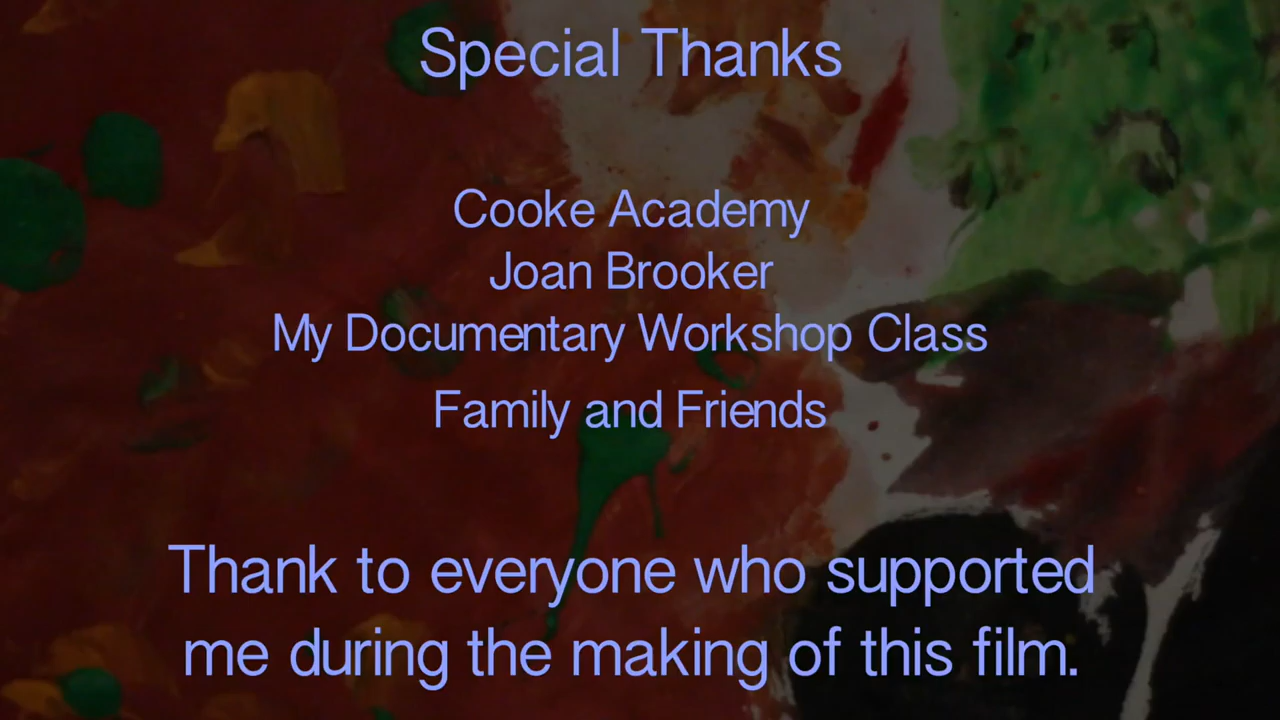 Special Thanks
Cooke Academy
Joan Brooker
My Documentary Workshop Class
Family and Friends
Thank to everyone who supported
me during the making of this film.